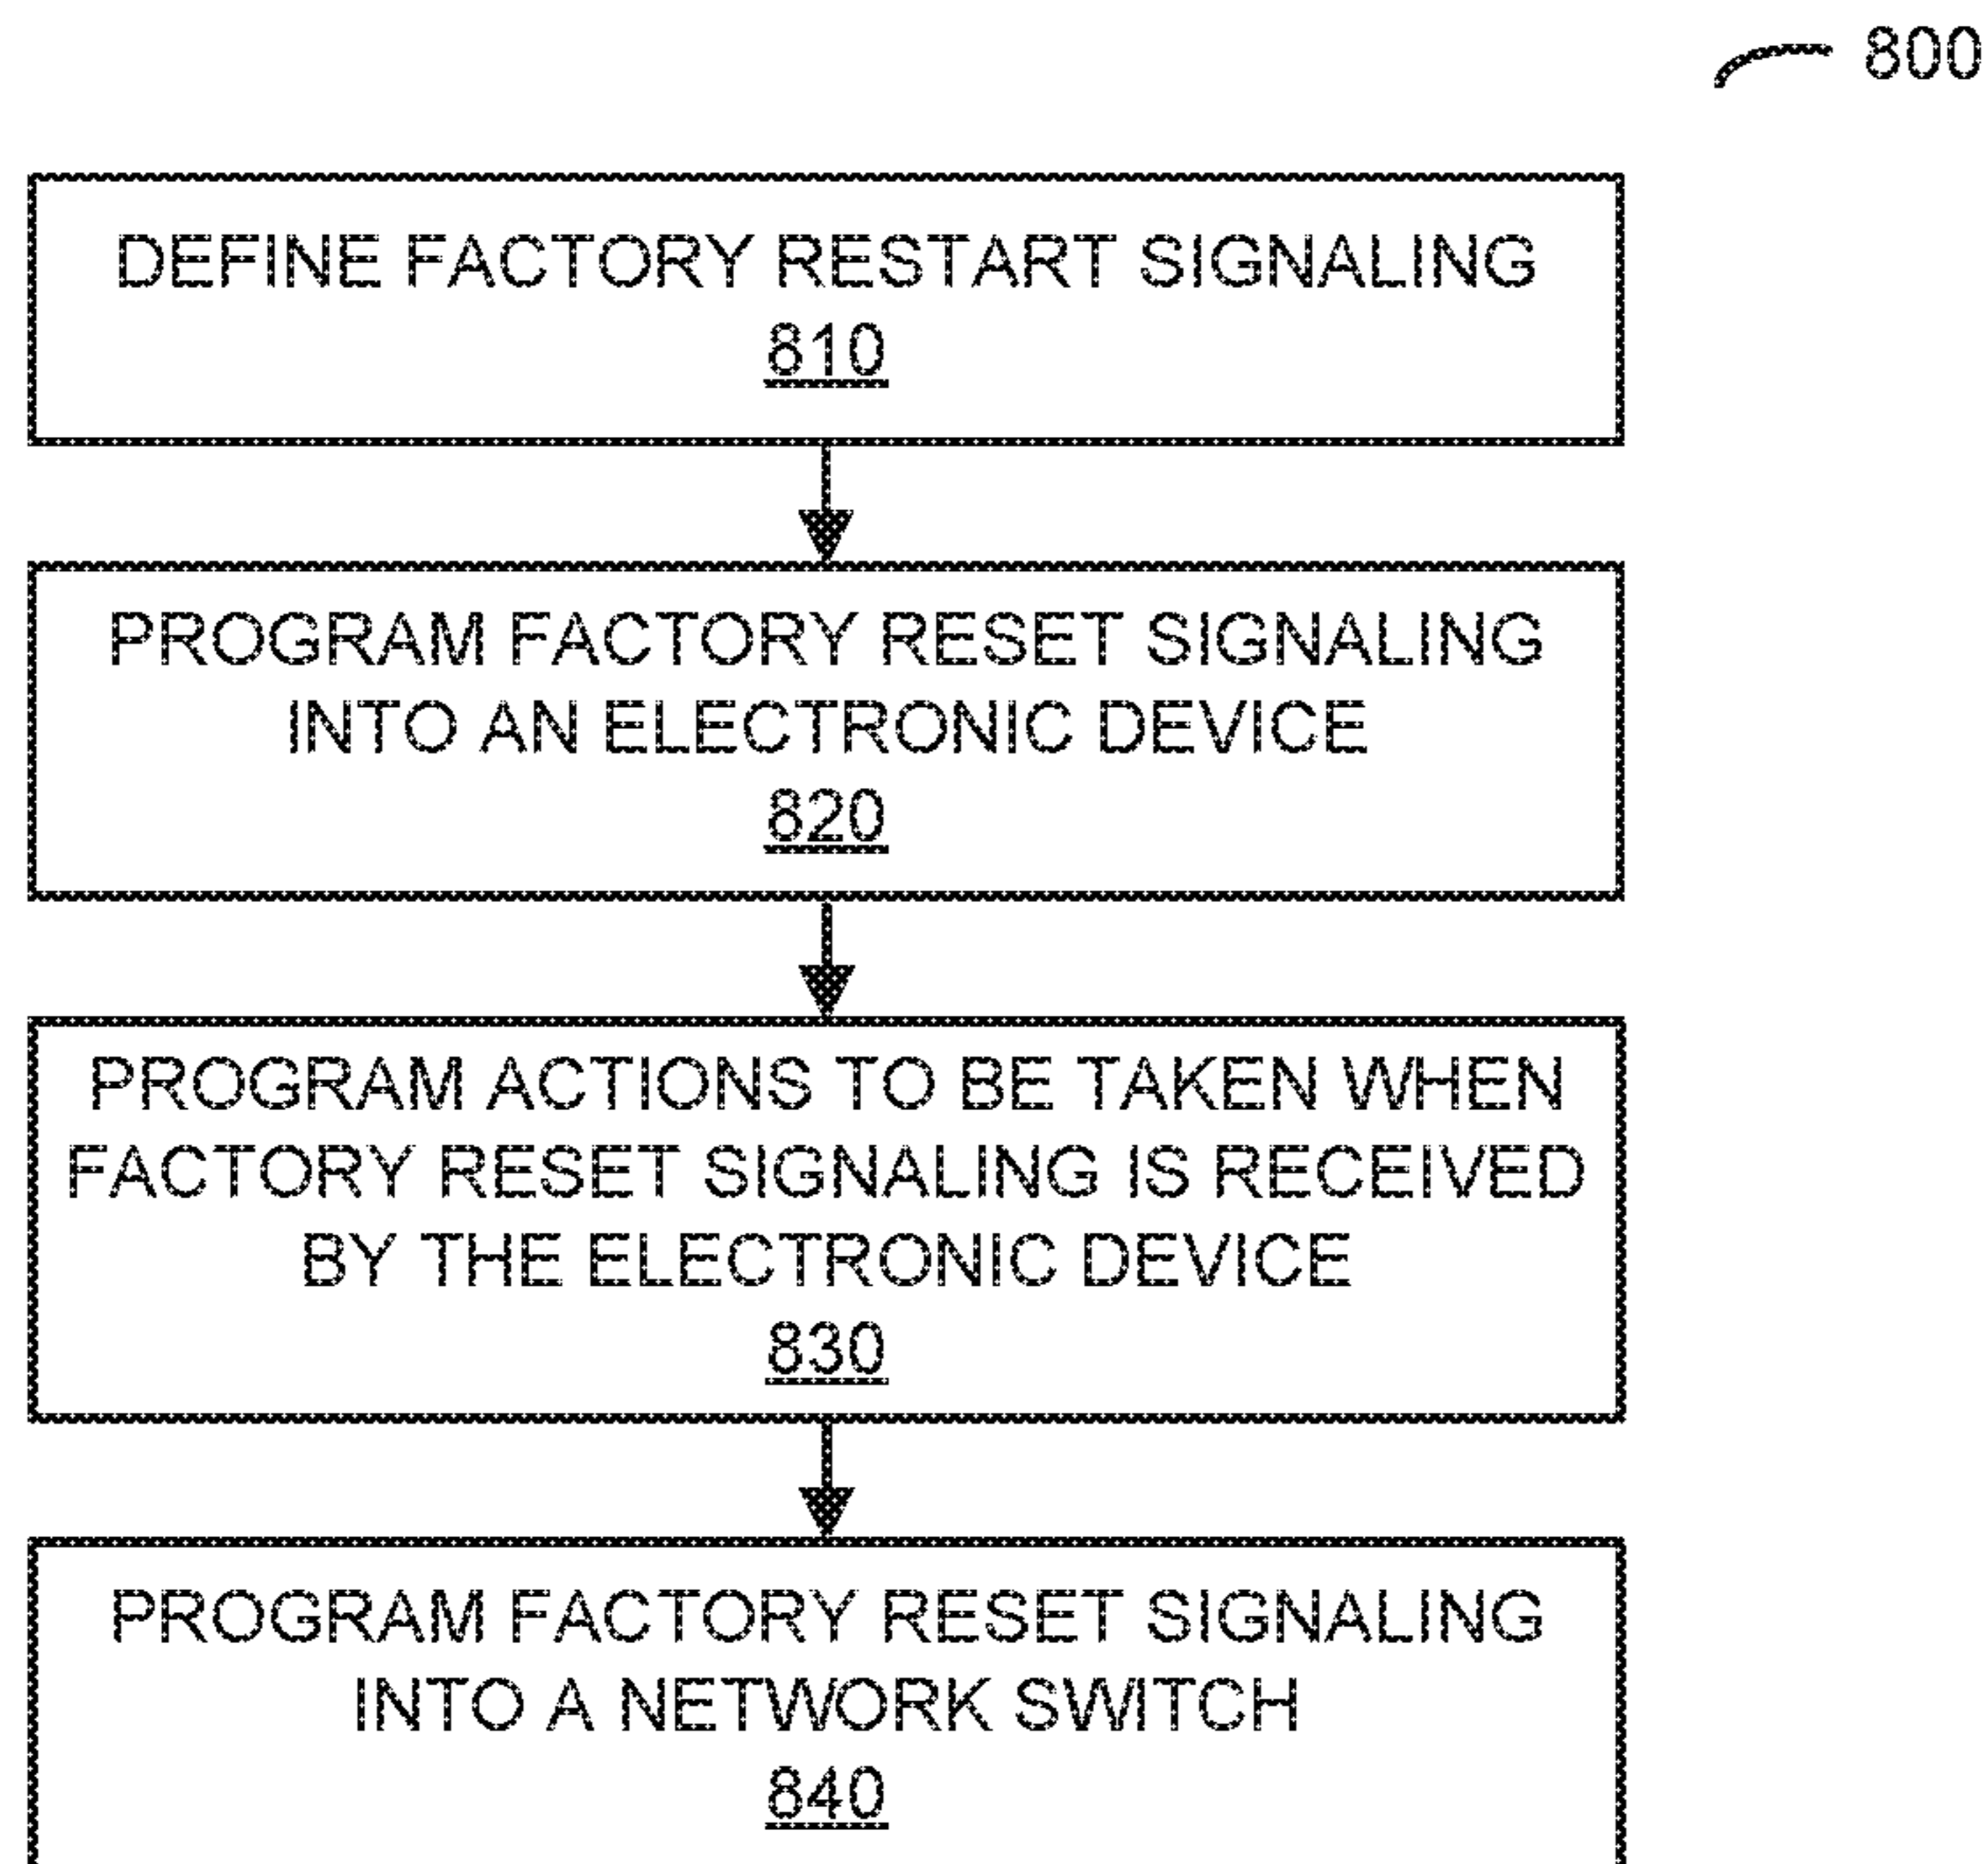 800
DEFINE FACTORY RESTART SIGNALING
810
PROGRAM FACTORY RESET SIGNALING
INTO AN ELECTRONIC DEVICE
820
PROGRAM ACTIONS TO BE TAKEN WHEN
FACTORY RESET SIGNALING IS RECEIVED
BY THE ELECTRONIC DEVICE
830
PROGRAM FACTORY RESET SIGNALING
INTO A NETWORK SWITCH
840